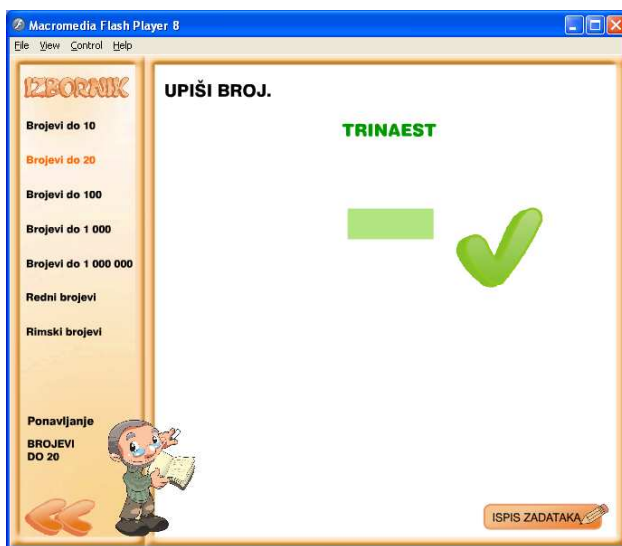 Macromedia Flash Player 8
File View Control Help
IZBORNIK
Brojevi do 10
Brojevi do 20
Brojevi do 100
Brojevi do 1 000
Brojevi do 1 000 000
Redni brojevi
Rimski brojevi
Ponavljanje
BROJEVI
DO 20
UPIŠI BROJ.
TRINAEST
ISPIS ZADATAKA